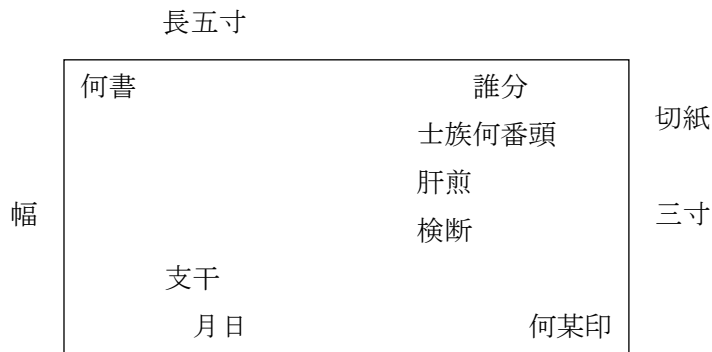 長五寸
何書 誰分
士族何番頭
切紙
肝煎
幅 検断 三寸
支干
月日 何某印